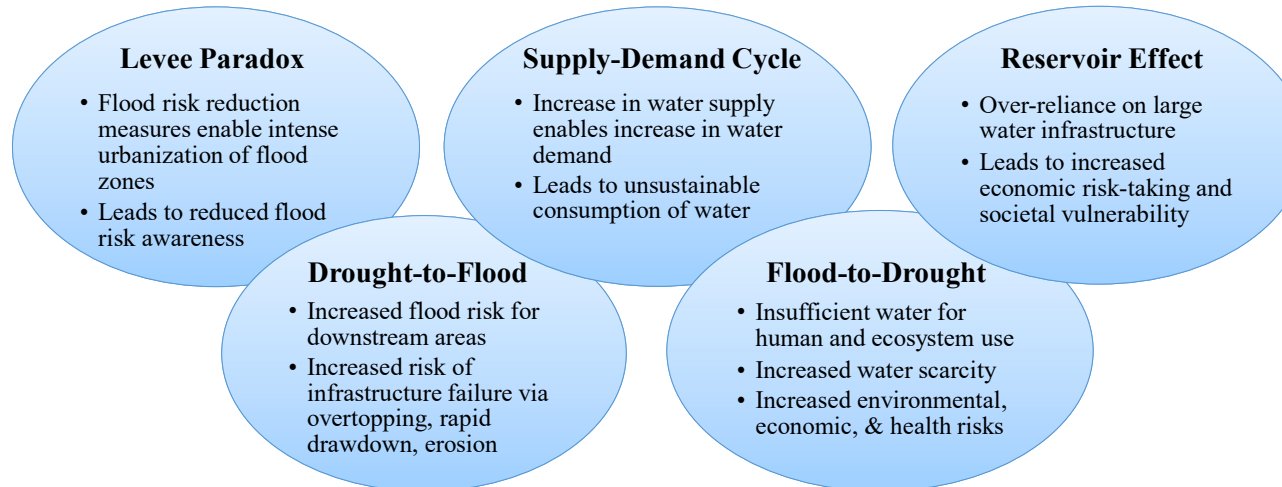 Levee Paradox
• Flood risk reduction
measures enable intense
urbanization of flood
zones
• Leads to reduced flood
risk awareness
Supply-Demand Cycle
• Increase in water supply
enables increase in water
demand
• Leads to unsustainable
consumption of water
Reservoir Effect
• Over-reliance on large
water infrastructure
• Leads to increased
economic risk-taking and
societal vulnerability
Drought-to-Flood
• Increased flood risk for
downstream areas
• Increased risk of
infrastructure failure via
overtopping, rapid
drawdown, erosion
Flood-to-Drought
• Insufficient water for
human and ecosystem use
• Increased water scarcity
• Increased environmental,
economic, & health risks